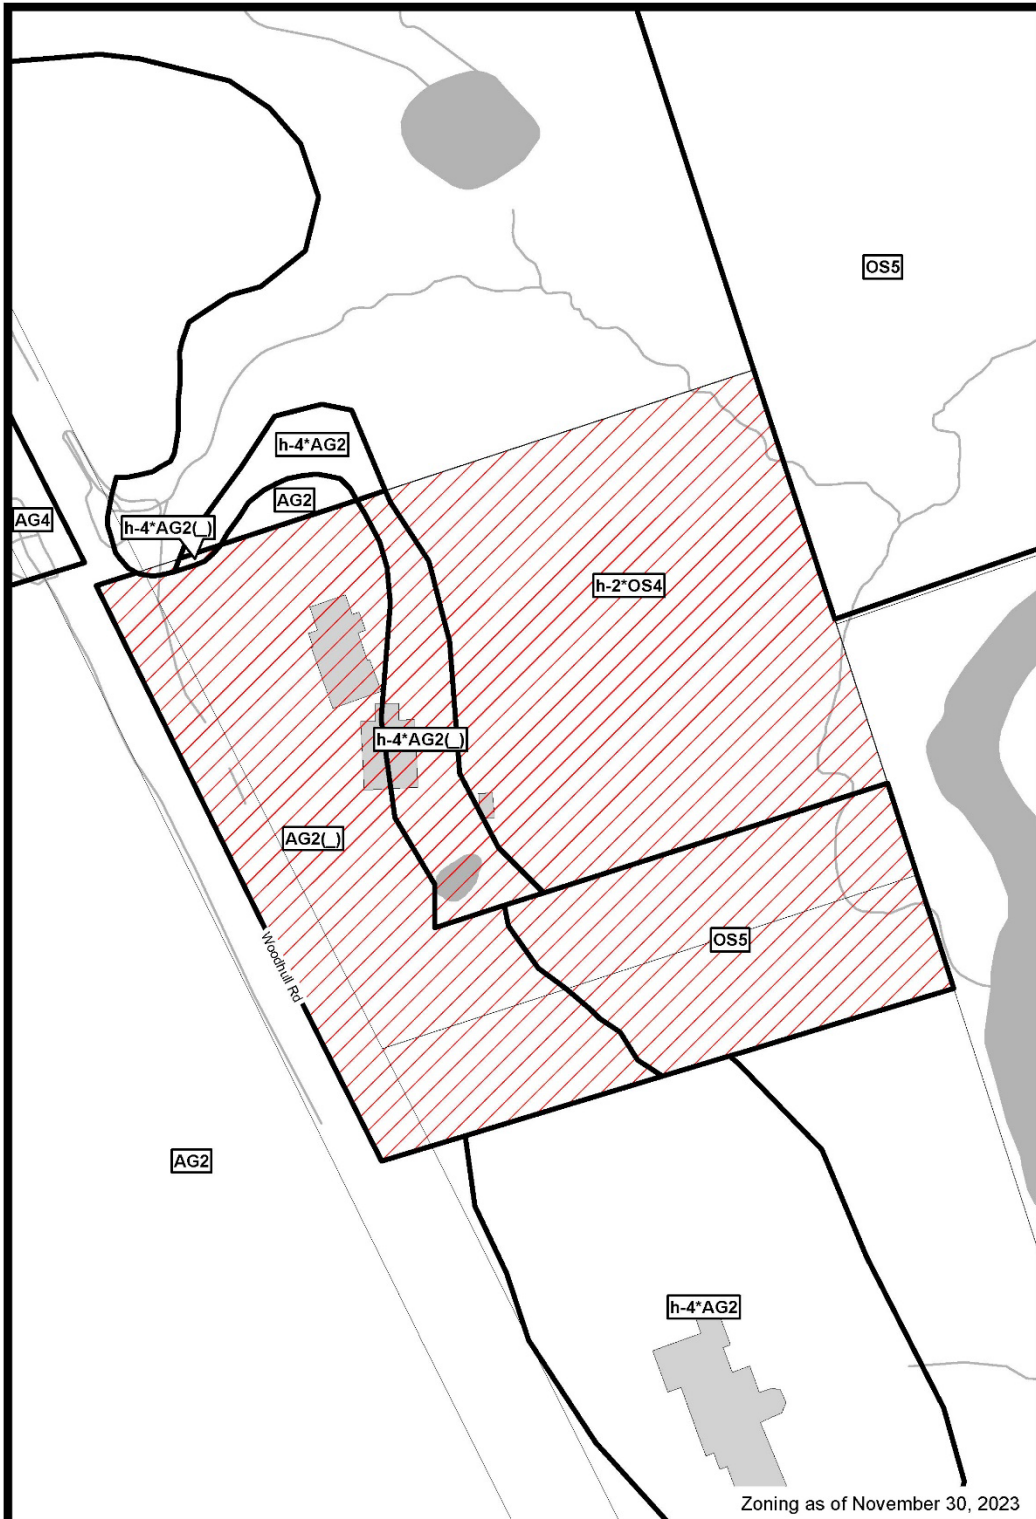 OS5
h-4*AG2
AG2
AG4
h-4*AG2(_)
h-2*OS4
h-4*AG2(_)
AG2(_)
OS5
Woodhull Rd
AG2
h-4*AG2
Zoning as of November 30, 2023